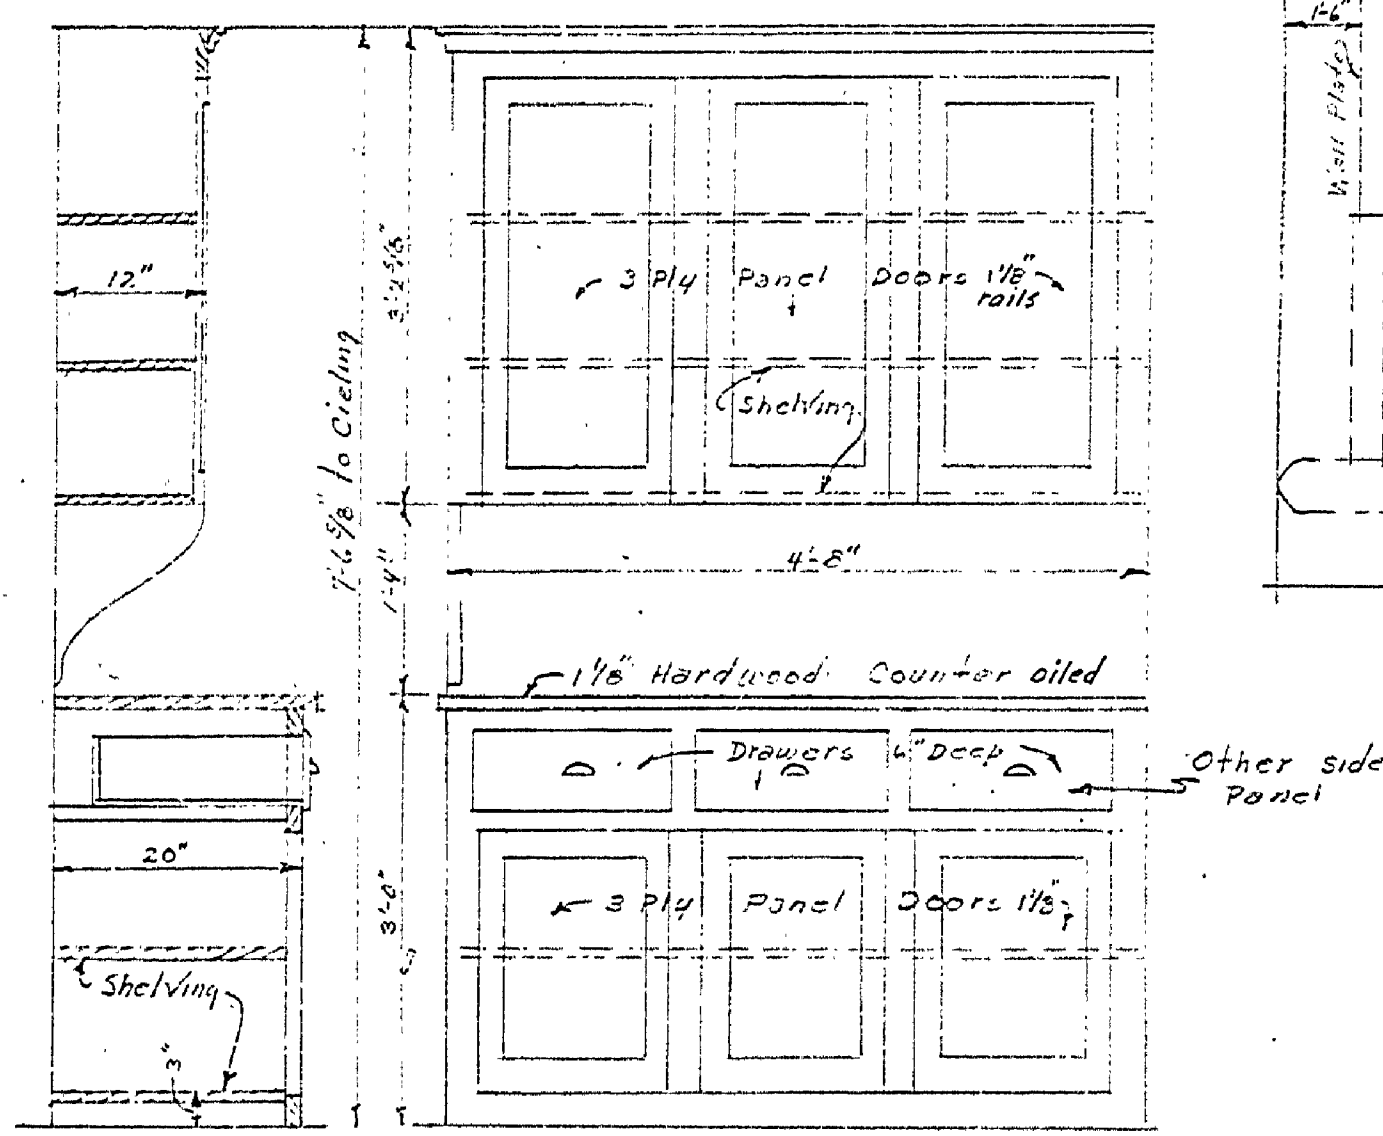 1'-6"
Wall Plate
12"
3'-2 5/8"
3 Ply Panel Doors 1 1/8"
rails
Shelving
7'-6 5/8" to Cieling
1'-4"
4'-8"
1 1/8" Hardwood Counter oiled
Drawers 6" Deep
Other side
Panel
20"
3'-0"
3 Ply Panel Doors 1 1/8"
Shelving
3"